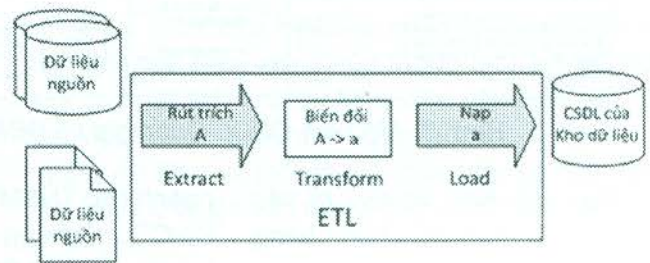 Dữ liệu
nguồn
Dữ liệu
nguồn
Rút trích
A
Extract
Biến đổi
A -> a
Transform
Nạp
a
Load
ETL
CSDL của
Kho dữ liệu